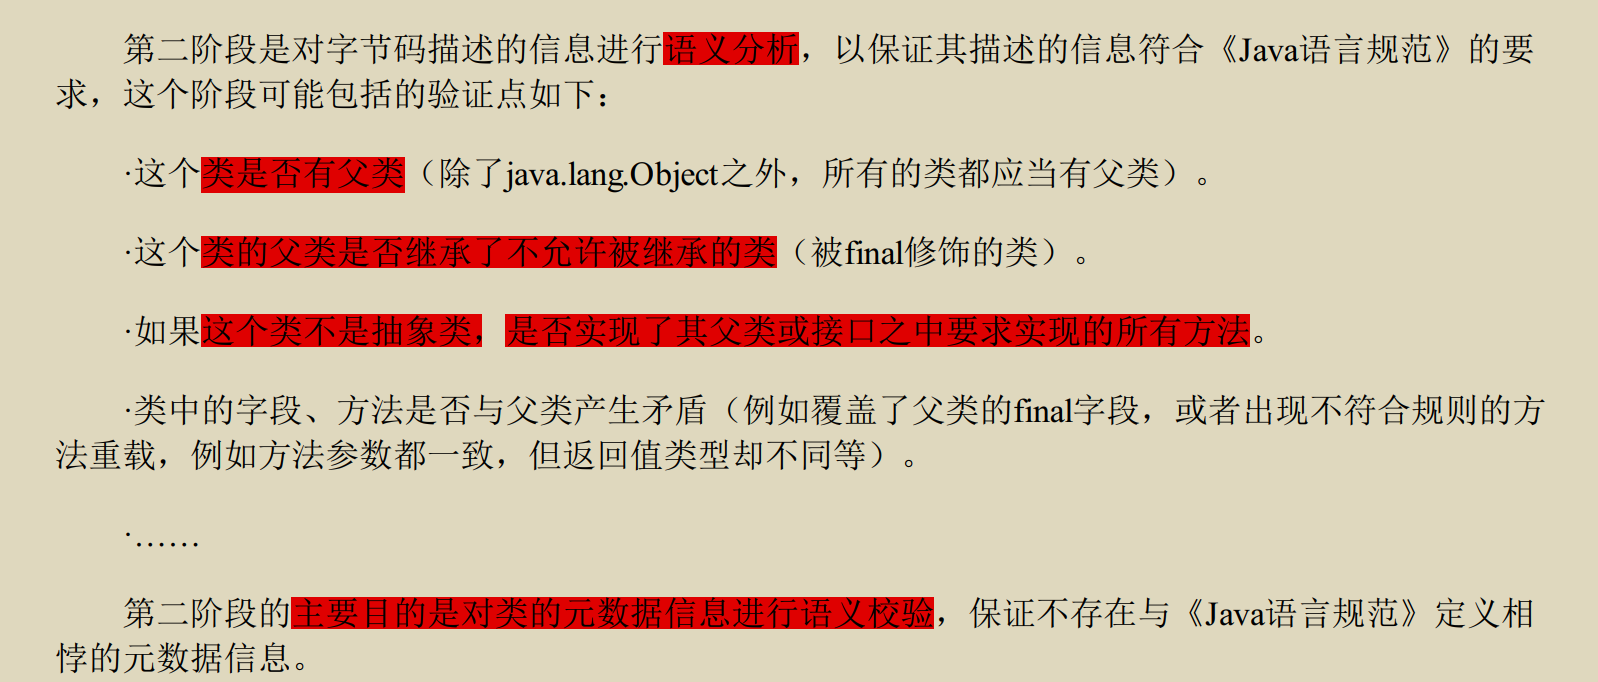 第二阶段是对字节码描述的信息进行语义分析，以保证其描述的信息符合《Java语言规范》的要
求，这个阶段可能包括的验证点如下：
·这个类是否有父类（除了java.lang.Object之外，所有的类都应当有父类）。
·这个类的父类是否继承了不允许被继承的类（被final修饰的类）。
·如果这个类不是抽象类，是否实现了其父类或接口之中要求实现的所有方法。
·类中的字段、方法是否与父类产生矛盾（例如覆盖了父类的final字段，或者出现不符合规则的方
法重载，例如方法参数都一致，但返回值类型却不同等）。
·……
第二阶段的主要目的是对类的元数据信息进行语义校验，保证不存在与《Java语言规范》定义相
悖的元数据信息。